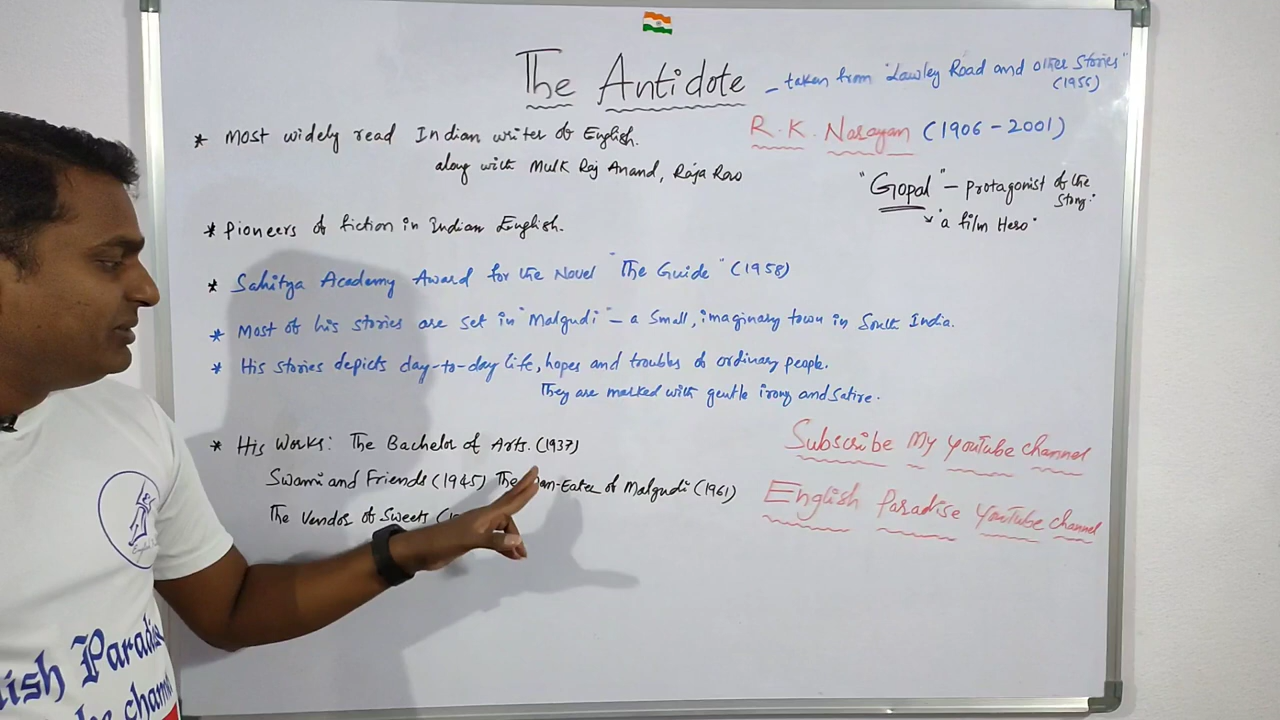 The Antidote - taken from "Lawley Road and other Stories"
(1956)
R. K. Narayan (1906 - 2001)
* Most widely read Indian writer of English.
along with Mulk Raj Anand, Raja Rao
"Gopal" - protagonist of the
story.
"a film Hero"
* Pioneers of fiction in Indian English.
* Sahitya Academy Award for the Novel "The Guide" (1958)
* Most of his stories are set in "Malgudi" - a small, imaginary town in South India.
* His stories depicts day-to-day life, hopes and troubles of ordinary people.
They are marked with gentle irony and satire.
* His Works: The Bachelor of Arts. (1937)
Swami and Friends (1945) The -Eater of Malgudi (1961)
The Vendor of Sweets
Subscribe My YouTube channel
English Paradise YouTube channel
Paradise